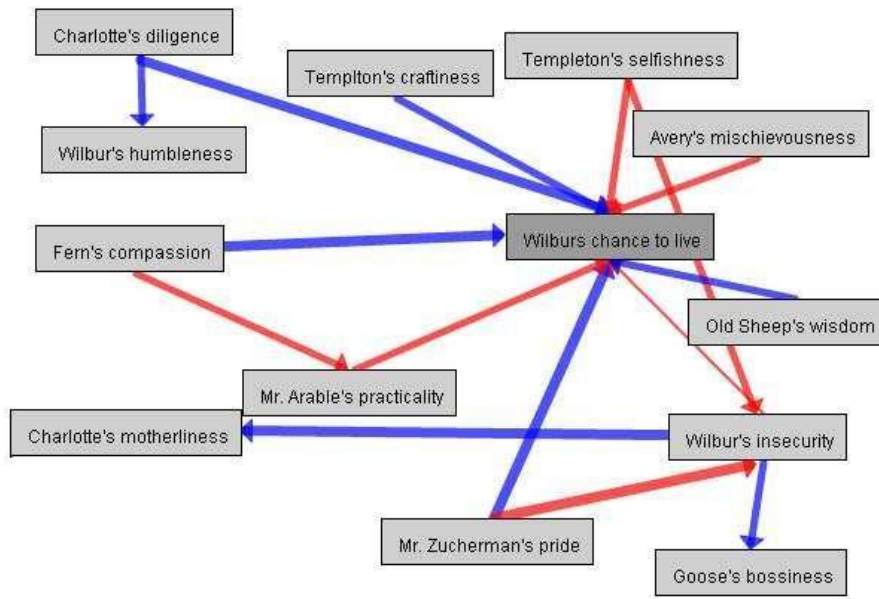 Charlotte's diligence
Templton's craftiness
Templeton's selfishness
Avery's mischievousness
Wilbur's humbleness
Fern's compassion
Wilburs chance to live
Old Sheep's wisdom
Mr. Arable's practicality
Charlotte's motherliness
Wilbur's insecurity
Mr. Zucherman's pride
Goose's bossiness